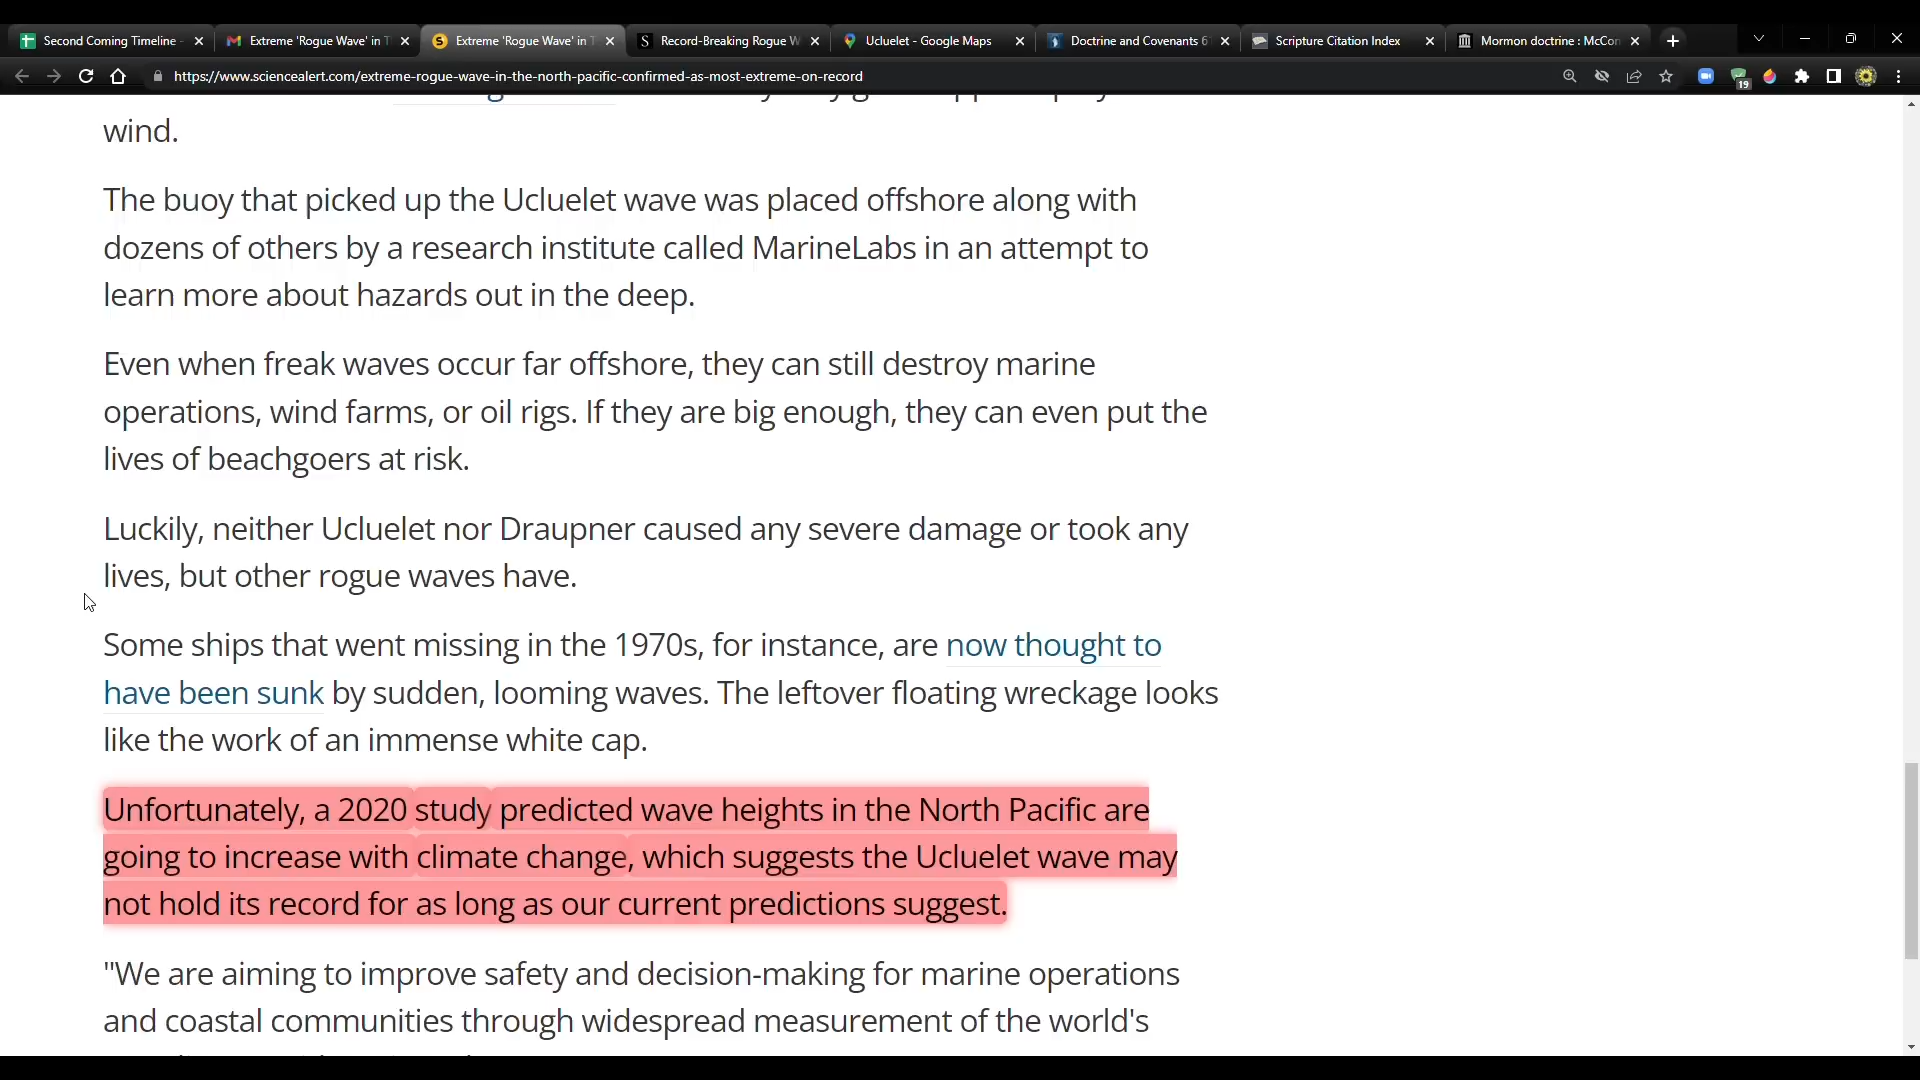 Second Coming Timeline -
Extreme 'Rogue Wave' in T
Extreme 'Rogue Wave' in T
Record-Breaking Rogue W
Ucluelet - Google Maps
Doctrine and Covenants 61
Scripture Citation Index
Mormon doctrine : McCon
https://www.sciencealert.com/extreme-rogue-wave-in-the-north-pacific-confirmed-as-most-extreme-on-record
19
wind.
The buoy that picked up the Ucluelet wave was placed offshore along with
dozens of others by a research institute called MarineLabs in an attempt to
learn more about hazards out in the deep.
Even when freak waves occur far offshore, they can still destroy marine
operations, wind farms, or oil rigs. If they are big enough, they can even put the
lives of beachgoers at risk.
Luckily, neither Ucluelet nor Draupner caused any severe damage or took any
lives, but other rogue waves have.
Some ships that went missing in the 1970s, for instance, are now thought to
have been sunk by sudden, looming waves. The leftover floating wreckage looks
like the work of an immense white cap.
Unfortunately, a 2020 study predicted wave heights in the North Pacific are
going to increase with climate change, which suggests the Ucluelet wave may
not hold its record for as long as our current predictions suggest.
"We are aiming to improve safety and decision-making for marine operations
and coastal communities through widespread measurement of the world's